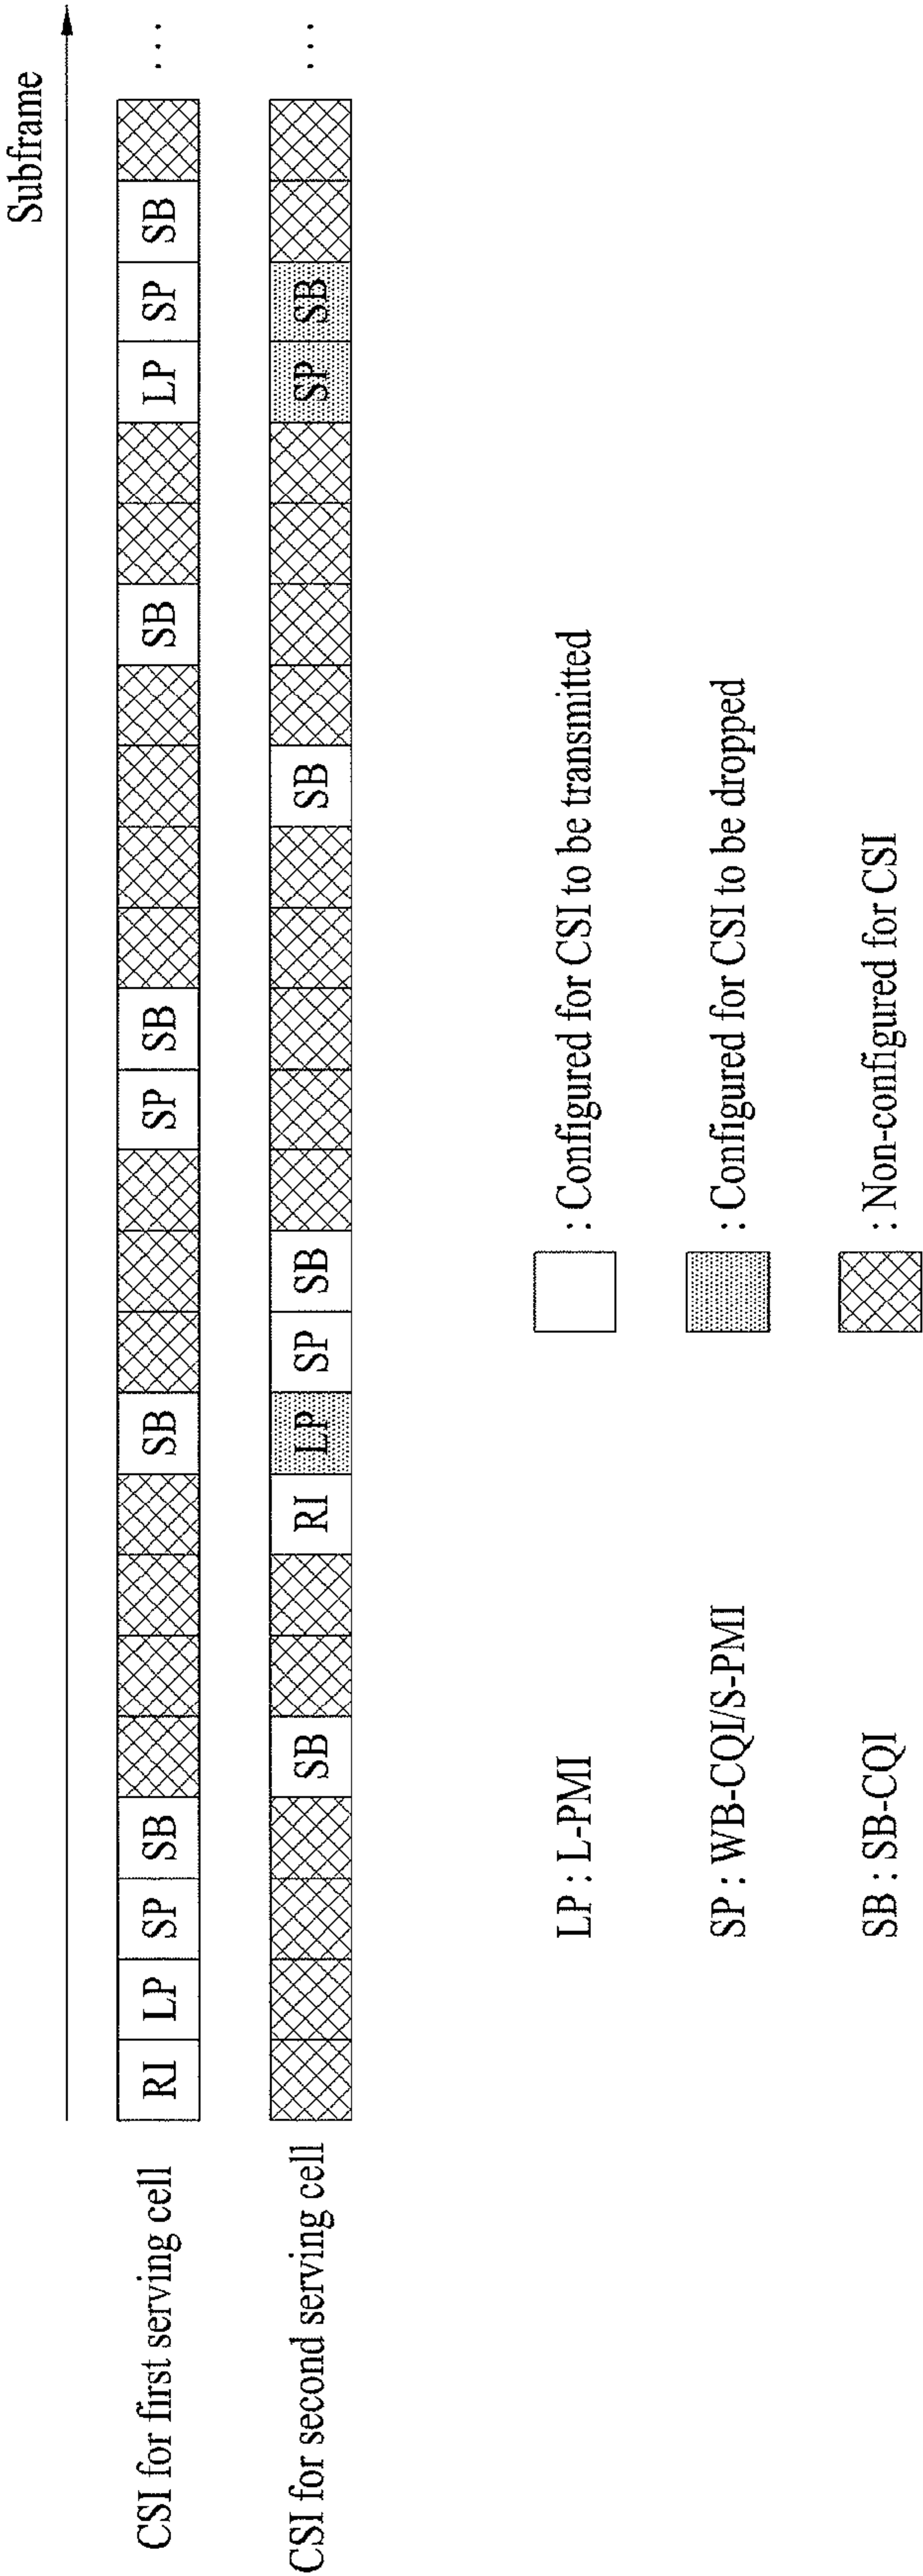 Subframe
CSI for first serving cell RI LP SP SB SB SP SB SB LP SP SB ...
CSI for second serving cell SB RI LP SP SB SB SP SB ...
LP : L-PMI
: Configured for CSI to be transmitted
SP : WB-CQI/S-PMI
: Configured for CSI to be dropped
SB : SB-CQI
: Non-configured for CSI